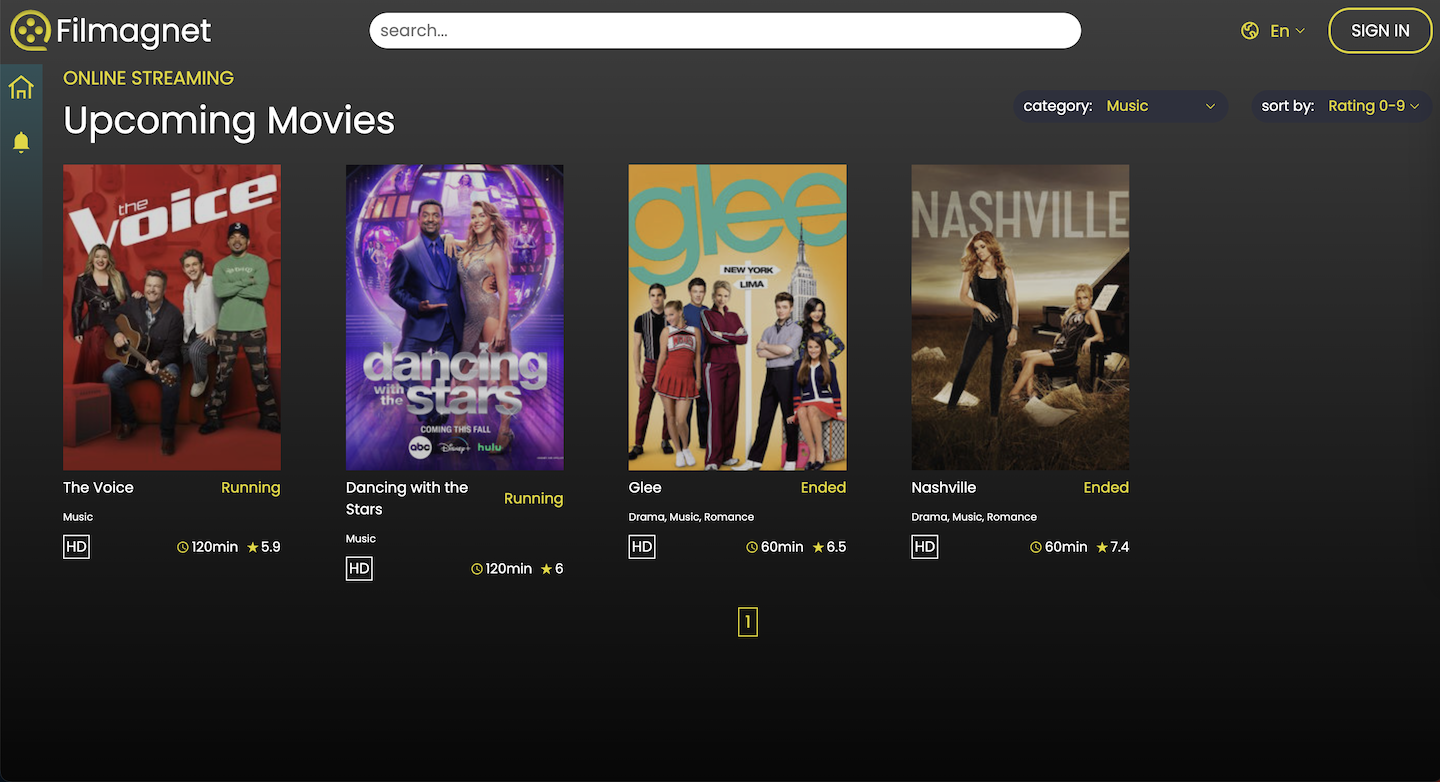 Filmagnet
search...
En
SIGN IN
ONLINE STREAMING
Upcoming Movies
category: Music
sort by: Rating 0-9
the
Voice
dancing
with the stars
COMING THIS FALL
abc Disney+ hulu
glee
NEW YORK
LIMA
NASHVILLE
The Voice Running
Music
HD 120min 5.9
Dancing with the
Stars
Running
Music
HD 120min 6
Glee Ended
Drama, Music, Romance
HD 60min 6.5
Nashville Ended
Drama, Music, Romance
HD 60min 7.4
1